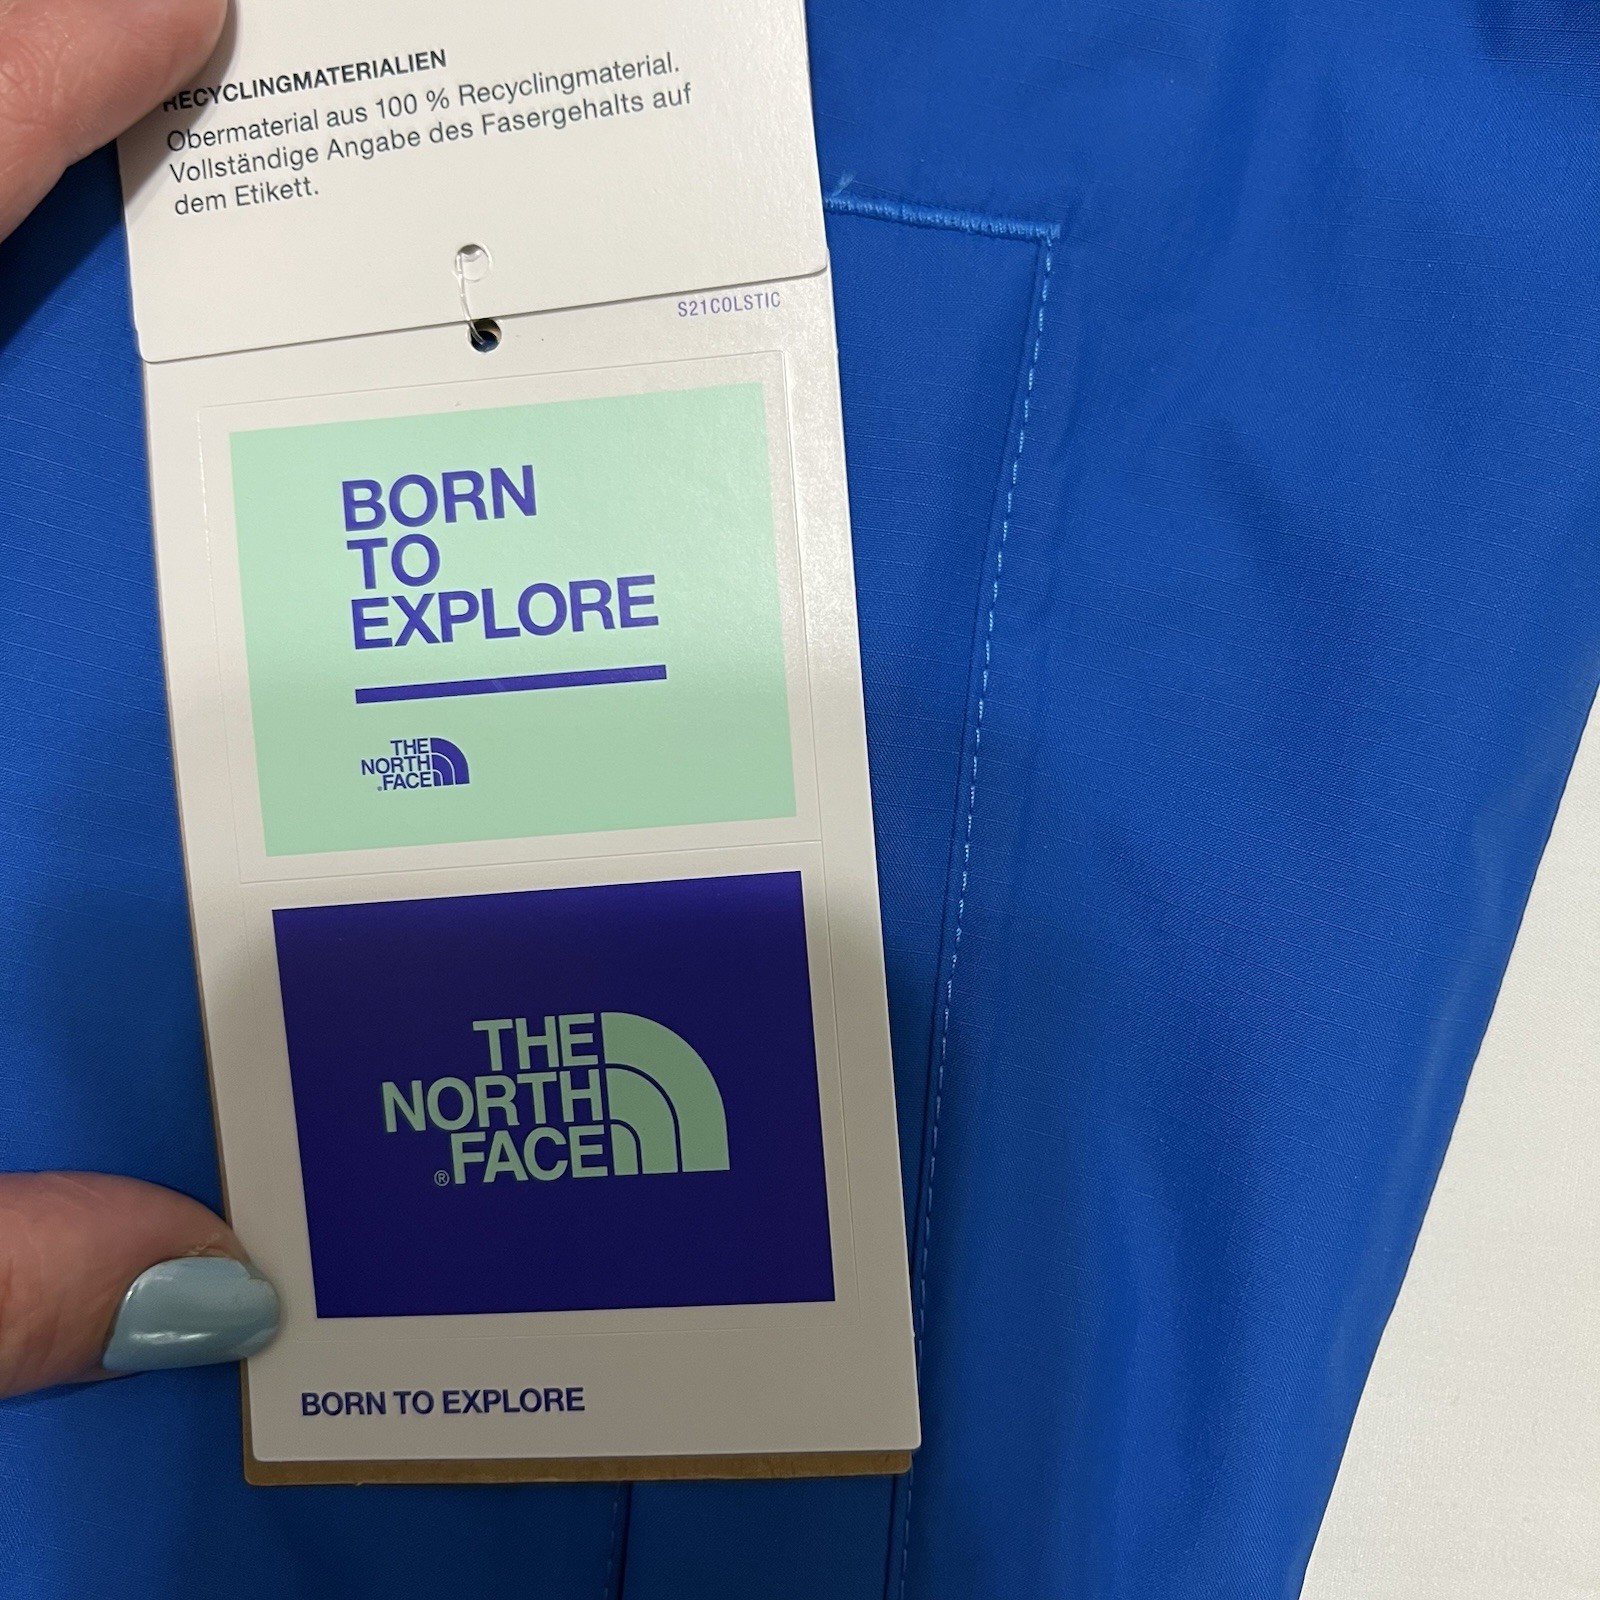 RECYCLINGMATERIALIEN
Obermaterial aus 100 % Recyclingmaterial.
Vollständige Angabe des Fasergehalts auf
dem Etikett.
S21COLSTIC
BORN
TO
EXPLORE
THE
NORTH
FACE
THE
NORTH
®FACE
BORN TO EXPLORE